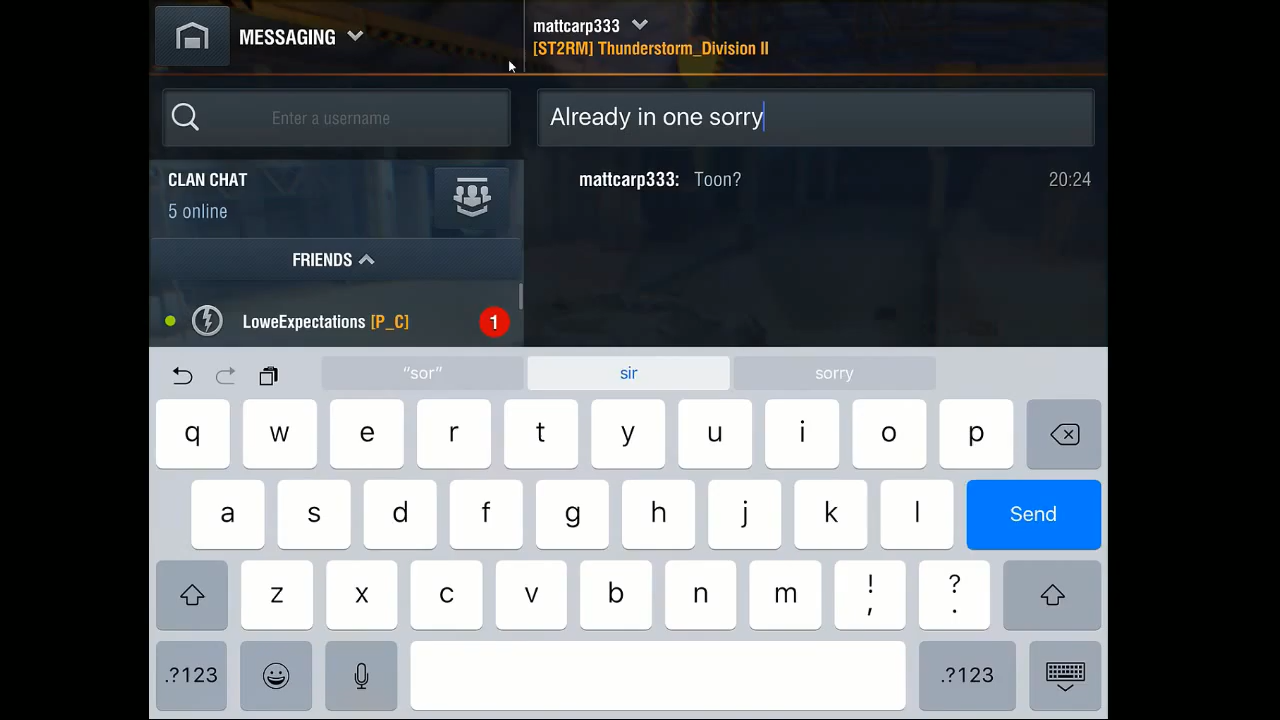 MESSAGING
mattcarp333
[ST2RM] Thunderstorm_Division II
Enter a username
Already in one sorry
CLAN CHAT
5 online
mattcarp333: Toon? 20:24
FRIENDS
LoweExpectations [P_C] 1
"sor" sir sorry
q w e r t y u i o p
a s d f g h j k l Send
z x c v b n m ! , ? .
.?123 .?123